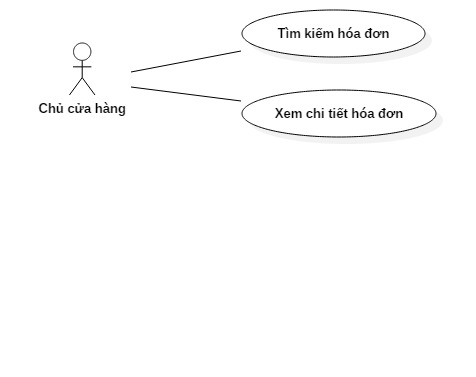 Tìm kiếm hóa đơn
Chủ cửa hàng
Xem chi tiết hóa đơn